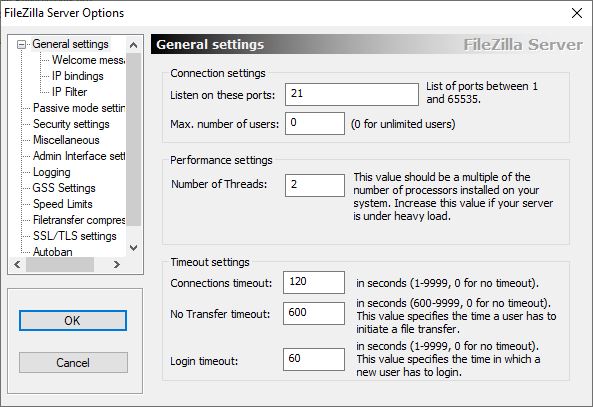 FileZilla Server Options
General settings
Welcome messa
IP bindings
IP Filter
Passive mode settin
Security settings
Miscellaneous
Admin Interface sett
Logging
GSS Settings
Speed Limits
Filetransfer compres
SSL/TLS settings
Autoban
OK
Cancel
General settings FileZilla Server
Connection settings
Listen on these ports: 21 List of ports between 1
and 65535.
Max. number of users: 0 (0 for unlimited users)
Performance settings
Number of Threads: 2 This value should be a multiple of the
number of processors installed on your
system. Increase this value if your server
is under heavy load.
Timeout settings
Connections timeout: 120 in seconds (1-9999, 0 for no timeout).
No Transfer timeout: 600 in seconds (600-9999, 0 for no timeout).
This value specifies the time a user has to
initiate a file transfer.
Login timeout: 60 in seconds (1-9999, 0 for no timeout).
This value specifies the time in which a
new user has to login.